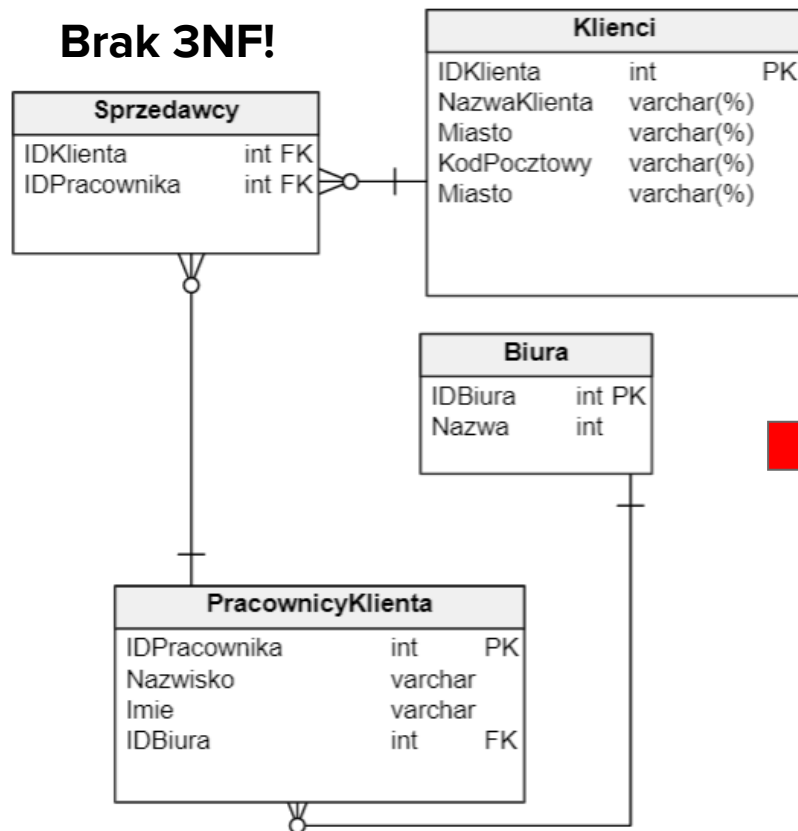 Brak 3NF!
Sprzedawcy
IDKlienta int FK
IDPracownika int FK
Klienci
IDKlienta int PK
NazwaKlienta varchar(%)
Miasto varchar(%)
KodPocztowy varchar(%)
Miasto varchar(%)
Biura
IDBiura int PK
Nazwa int
PracownicyKlienta
IDPracownika int PK
Nazwisko varchar
Imie varchar
IDBiura int FK